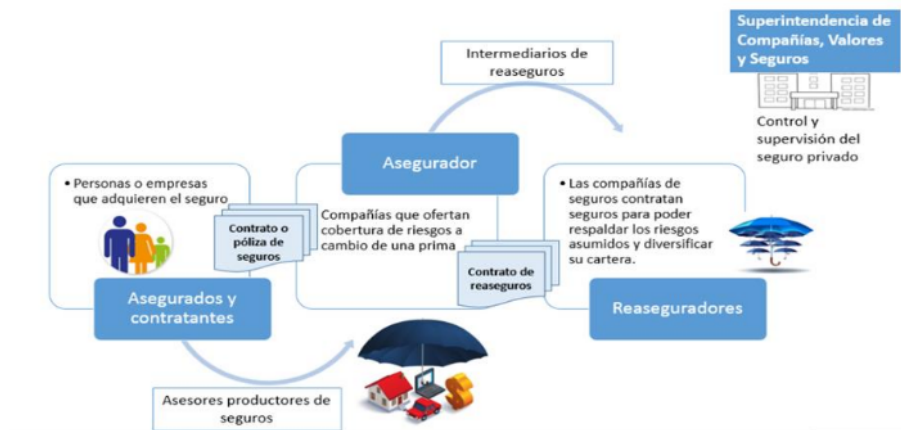 Superintendencia de
Compañías, Valores
y Seguros
Control y
supervisión del
seguro privado
Intermediarios de
reaseguros
Asegurador
Compañías que ofertan
cobertura de riesgos a
cambio de una prima
• Personas o empresas
que adquieren el seguro
Contrato o
póliza de
seguros
Asegurados y
contratantes
• Las compañías de
seguros contratan
seguros para poder
respaldar los riesgos
asumidos y diversificar
su cartera.
Contrato de
reaseguros
Reaseguradores
Asesores productores de
seguros